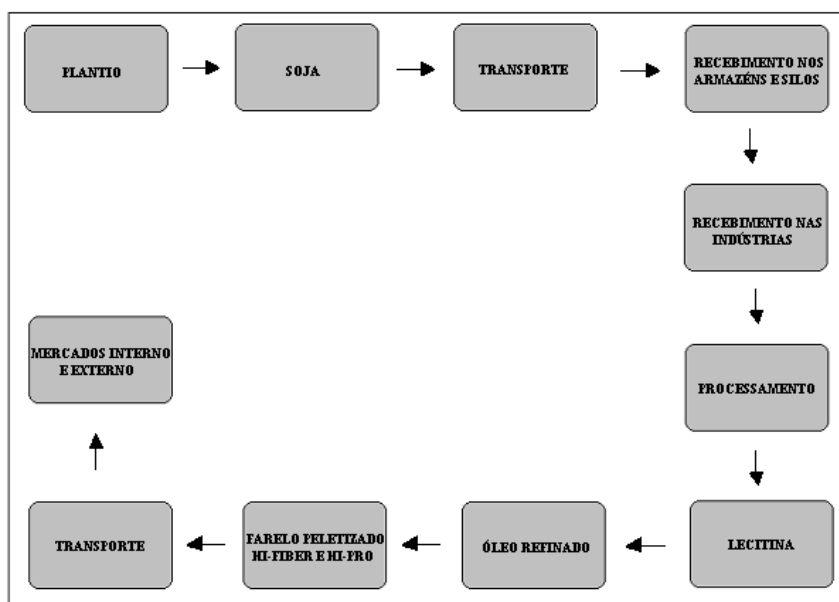 PLANTIO
SOJA
TRANSPORTE
RECEBIMENTO NOS
ARMAZÉNS E SILOS
RECEBIMENTO NAS
INDÚSTRIAS
PROCESSAMENTO
LECITINA
ÓLEO REFINADO
FARELO PELETIZADO
HI-FIBER E HI-PRO
TRANSPORTE
MERCADOS INTERNO
E EXTERNO